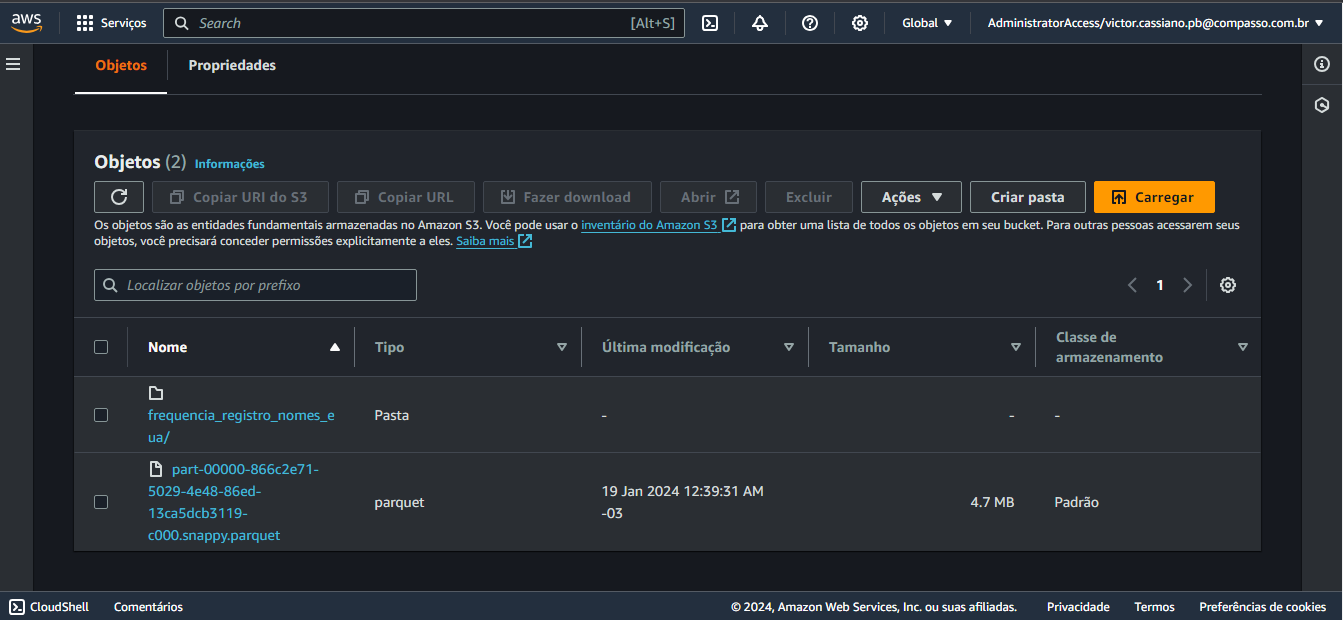 aws
Serviços
Search
[Alt+S]
Global
AdministratorAccess/victor.cassiano.pb@compasso.com.br
Objetos
Propriedades
Objetos (2) Informações
Copiar URI do S3
Copiar URL
Fazer download
Abrir
Excluir
Ações
Criar pasta
Carregar
Os objetos são as entidades fundamentais armazenadas no Amazon S3. Você pode usar o inventário do Amazon S3 para obter uma lista de todos os objetos em seu bucket. Para outras pessoas acessarem seus
objetos, você precisará conceder permissões explicitamente a eles. Saiba mais
Localizar objetos por prefixo
1
Nome
Tipo
Última modificação
Tamanho
Classe de
armazenamento
frequencia_registro_nomes_e
ua/
Pasta
-
-
-
part-00000-866c2e71-
5029-4e48-86ed-
13ca5dcb3119-
c000.snappy.parquet
parquet
19 Jan 2024 12:39:31 AM
-03
4.7 MB
Padrão
CloudShell
Comentários
© 2024, Amazon Web Services, Inc. ou suas afiliadas.
Privacidade
Termos
Preferências de cookies